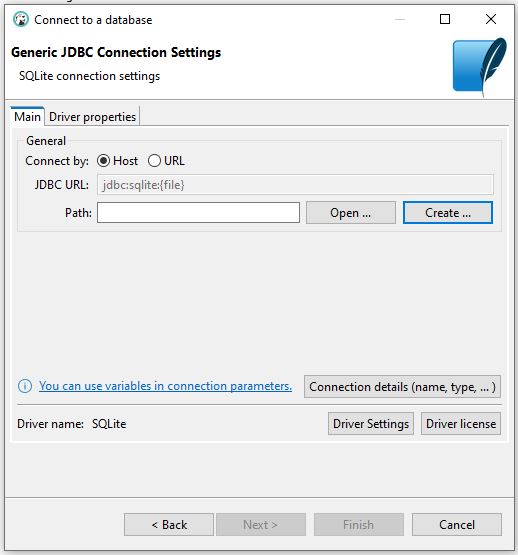 Connect to a database
Generic JDBC Connection Settings
SQLite connection settings
Main Driver properties
General
Connect by: Host URL
JDBC URL: jdbc:sqlite:{file}
Path: Open ... Create ...
You can use variables in connection parameters. Connection details (name, type, ... )
Driver name: SQLite Driver Settings Driver license
< Back Next > Finish Cancel